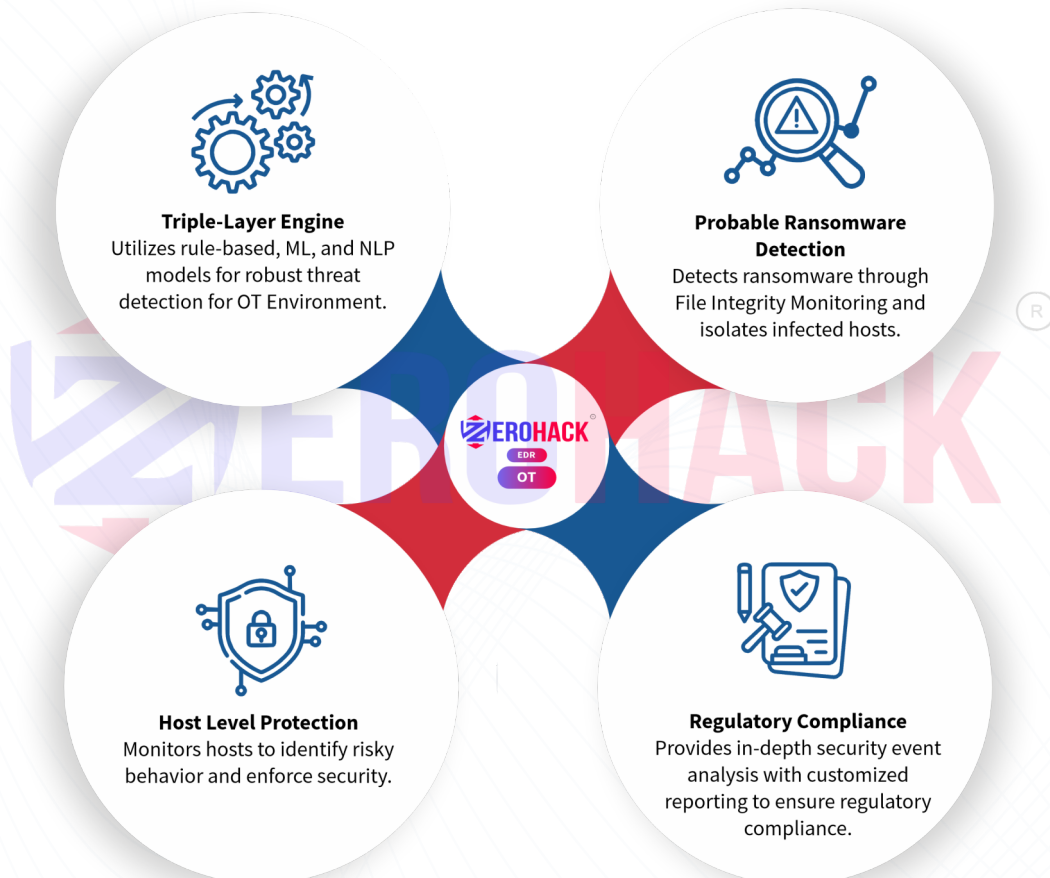 Triple-Layer Engine
Utilizes rule-based, ML, and NLP
models for robust threat
detection for OT Environment.
Probable Ransomware
Detection
Detects ransomware through
File Integrity Monitoring and
isolates infected hosts.
®
ZEROHACK
ZEROHACK
EDR
OT
Host Level Protection
Monitors hosts to identify risky
behavior and enforce security.
Regulatory Compliance
Provides in-depth security event
analysis with customized
reporting to ensure regulatory
compliance.